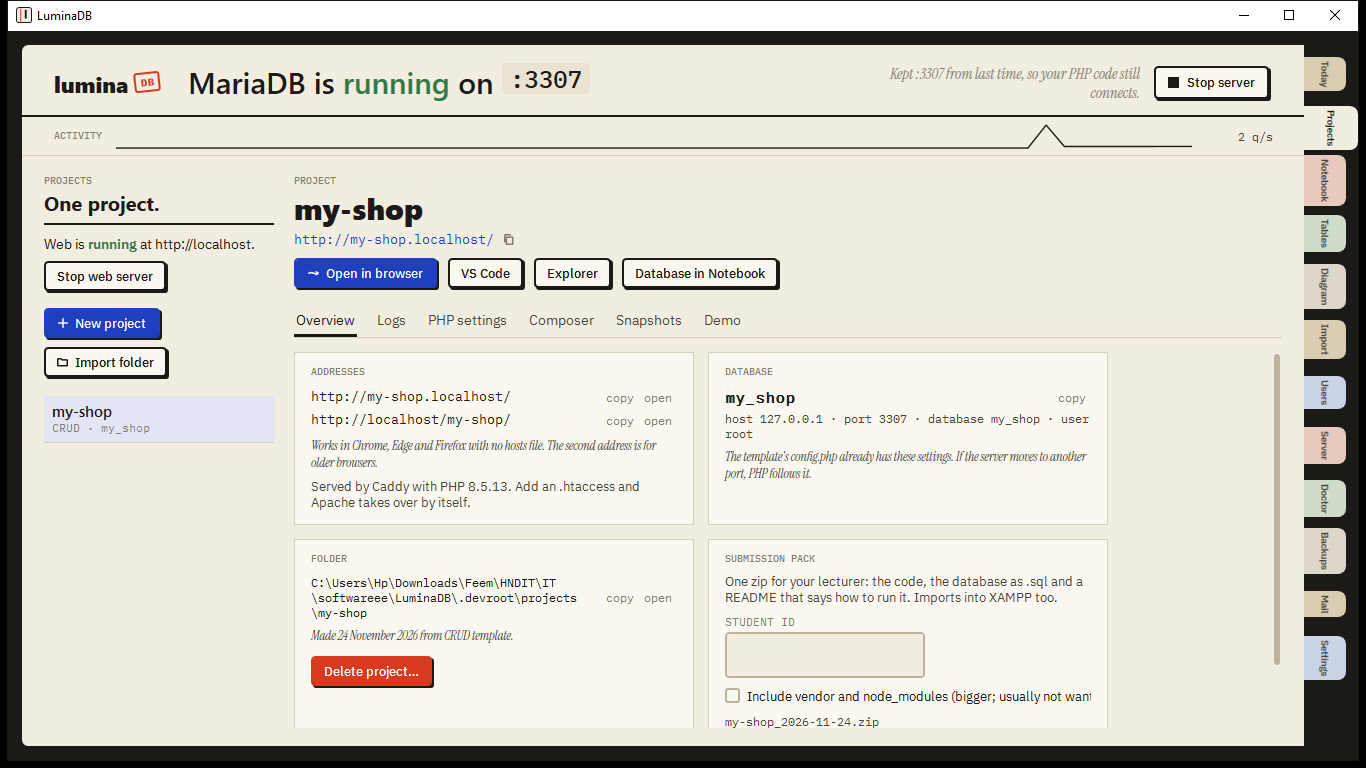 LuminaDB
lumina DB
MariaDB is running on :3307
Kept :3307 from last time, so your PHP code still
connects.
Stop server
ACTIVITY
2 q/s
PROJECTS
One project.
Web is running at http://localhost.
Stop web server
New project
Import folder
my-shop
CRUD · my_shop
PROJECT
my-shop
http://my-shop.localhost/
Open in browser
VS Code
Explorer
Database in Notebook
Overview
Logs
PHP settings
Composer
Snapshots
Demo
ADDRESSES
http://my-shop.localhost/ copy open
http://localhost/my-shop/ copy open
Works in Chrome, Edge and Firefox with no hosts file. The second address is for
older browsers.
Served by Caddy with PHP 8.5.13. Add an .htaccess and
Apache takes over by itself.
DATABASE
my_shop copy
host 127.0.0.1 · port 3307 · database my_shop · user
root
The template's config.php already has these settings. If the server moves to another
port, PHP follows it.
FOLDER
C:\Users\Hp\Downloads\Feem\HNDIT\IT
\softwareee\LuminaDB\.devroot\projects copy open
\my-shop
Made 24 November 2026 from CRUD template.
Delete project...
SUBMISSION PACK
One zip for your lecturer: the code, the database as .sql and a
README that says how to run it. Imports into XAMPP too.
STUDENT ID
Include vendor and node_modules (bigger; usually not want
my-shop_2026-11-24.zip
Today
Projects
Notebook
Tables
Diagram
Import
Users
Server
Doctor
Backups
Mail
Settings